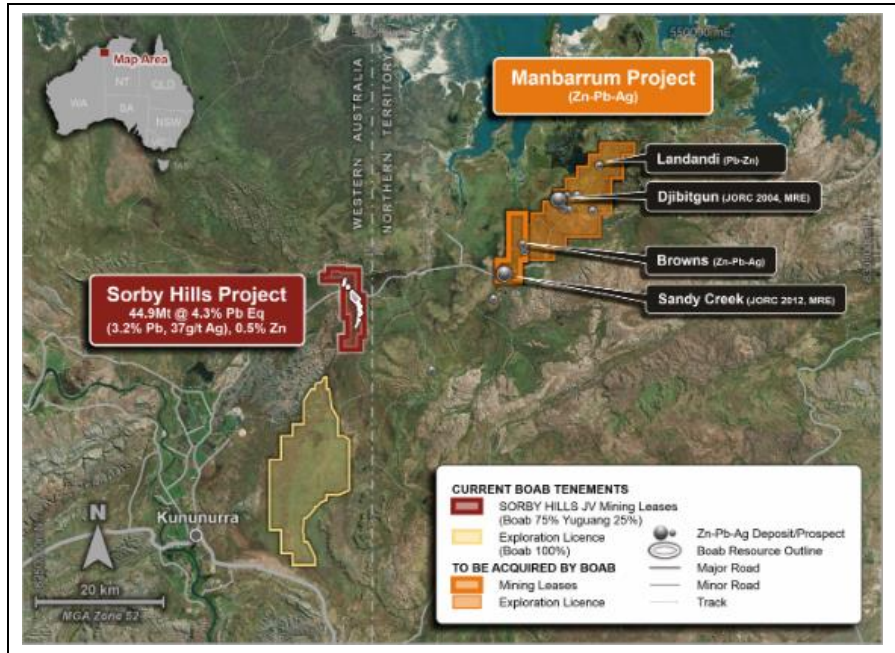 Map Area
WA
NT
QLD
SA
NSW
VIC
TAS
WESTERN AUSTRALIA
NORTHERN TERRITORY
550000mE
Manbarrum Project
(Zn-Pb-Ag)
Landandi (Pb-Zn)
Djibitgun (JORC 2004, MRE)
Browns (Zn-Pb-Ag)
Sandy Creek (JORC 2012, MRE)
Sorby Hills Project
44.9Mt @ 4.3% Pb Eq
(3.2% Pb, 37g/t Ag), 0.5% Zn
Kununurra
N
20 km
MGA Zone 52
CURRENT BOAB TENEMENTS
SORBY HILLS JV Mining Leases
(Boab 75% Yuguang 25%)
Exploration Licence
(Boab 100%)
TO BE ACQUIRED BY BOAB
Mining Leases
Exploration Licence
Zn-Pb-Ag Deposit/Prospect
Boab Resource Outline
Major Road
Minor Road
Track